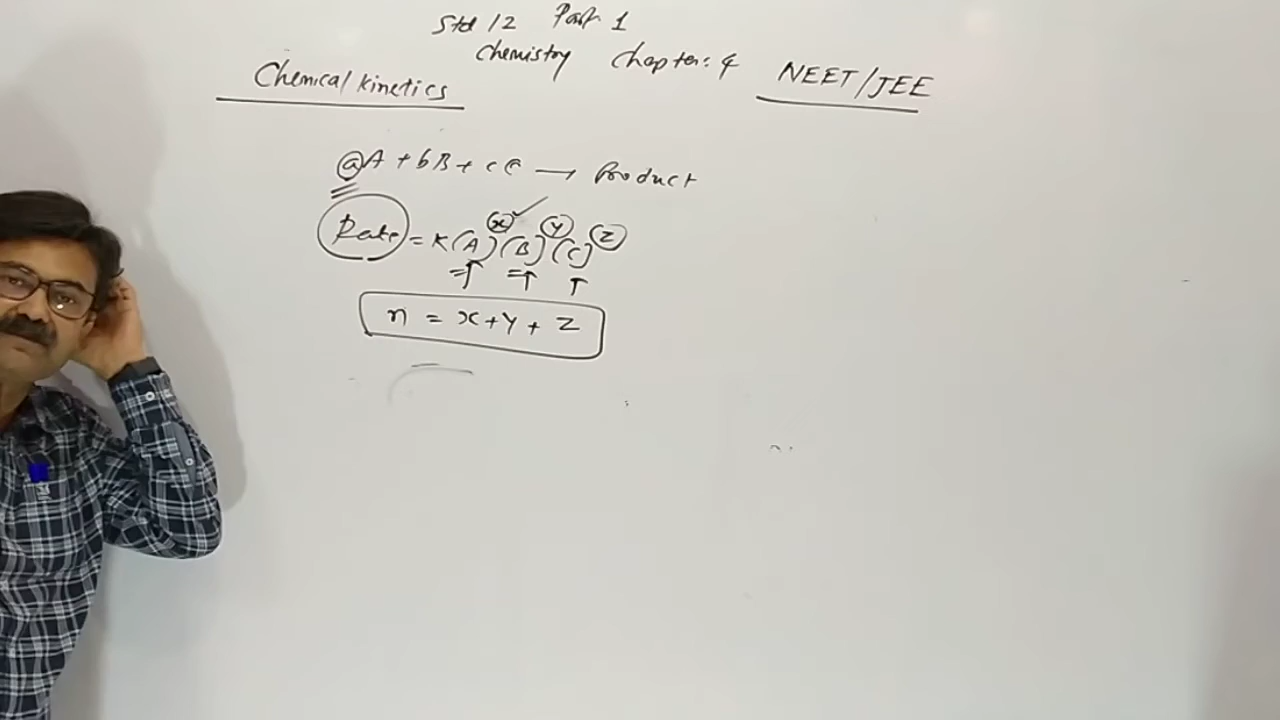 Std 12 Part 1
Chemistry Chapter: 4
Chemical kinetics
NEET/JEE
aA + bB + cC → Product
Rate = K (A)^x (B)^y (C)^z
n = x+y+z